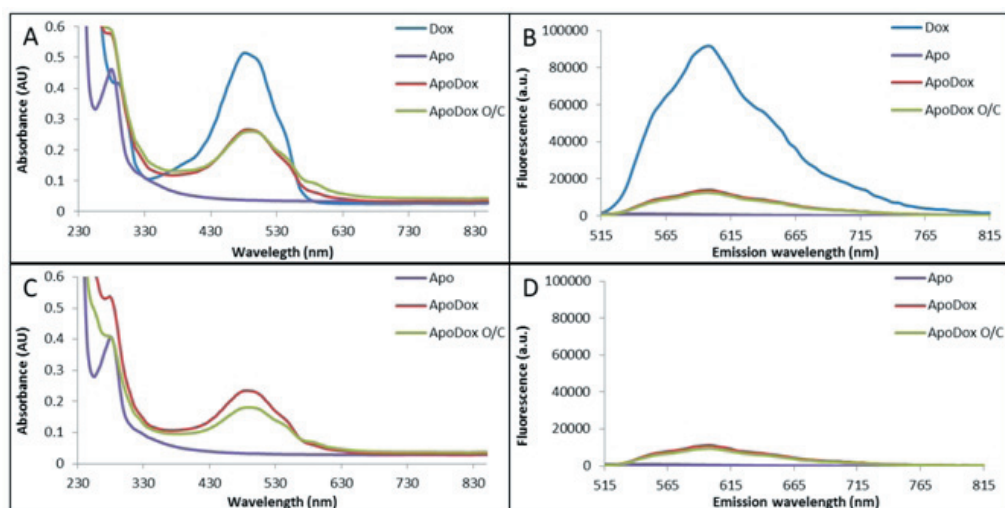 A
Absorbance (AU)
0.6
0.5
0.4
0.3
0.2
0.1
0
230 330 430 530 630 730 830
Wavelegth (nm)
Dox
Apo
ApoDox
ApoDox O/C
B
Fluorescence (a.u.)
100000
80000
60000
40000
20000
0
515 565 615 665 715 765 815
Emission wavelength (nm)
Dox
Apo
ApoDox
ApoDox O/C
C
Absorbance (AU)
0.6
0.5
0.4
0.3
0.2
0.1
0
230 330 430 530 630 730 830
Wavelength (nm)
Apo
ApoDox
ApoDox O/C
D
Fluorescence (a.u.)
100000
80000
60000
40000
20000
0
515 565 615 665 715 765 815
Emission wavelength (nm)
Apo
ApoDox
ApoDox O/C